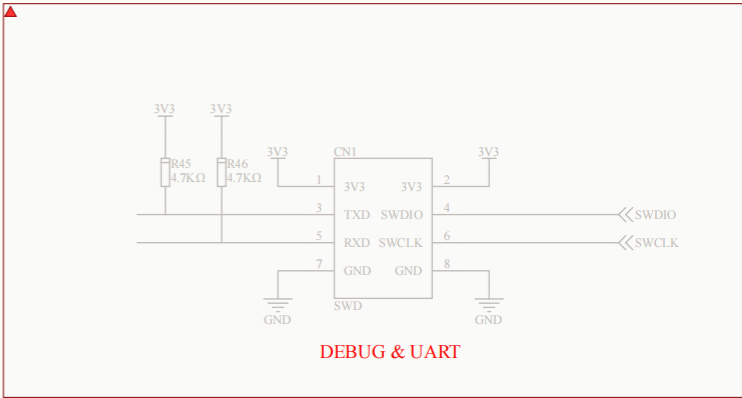 3V3 3V3
R45 R46
4.7KΩ 4.7KΩ
3V3 CN1 3V3
1 3V3 3V3 2
3 TXD SWDIO 4 SWDIO
5 RXD SWCLK 6 SWCLK
7 GND GND 8
GND SWD GND
DEBUG & UART